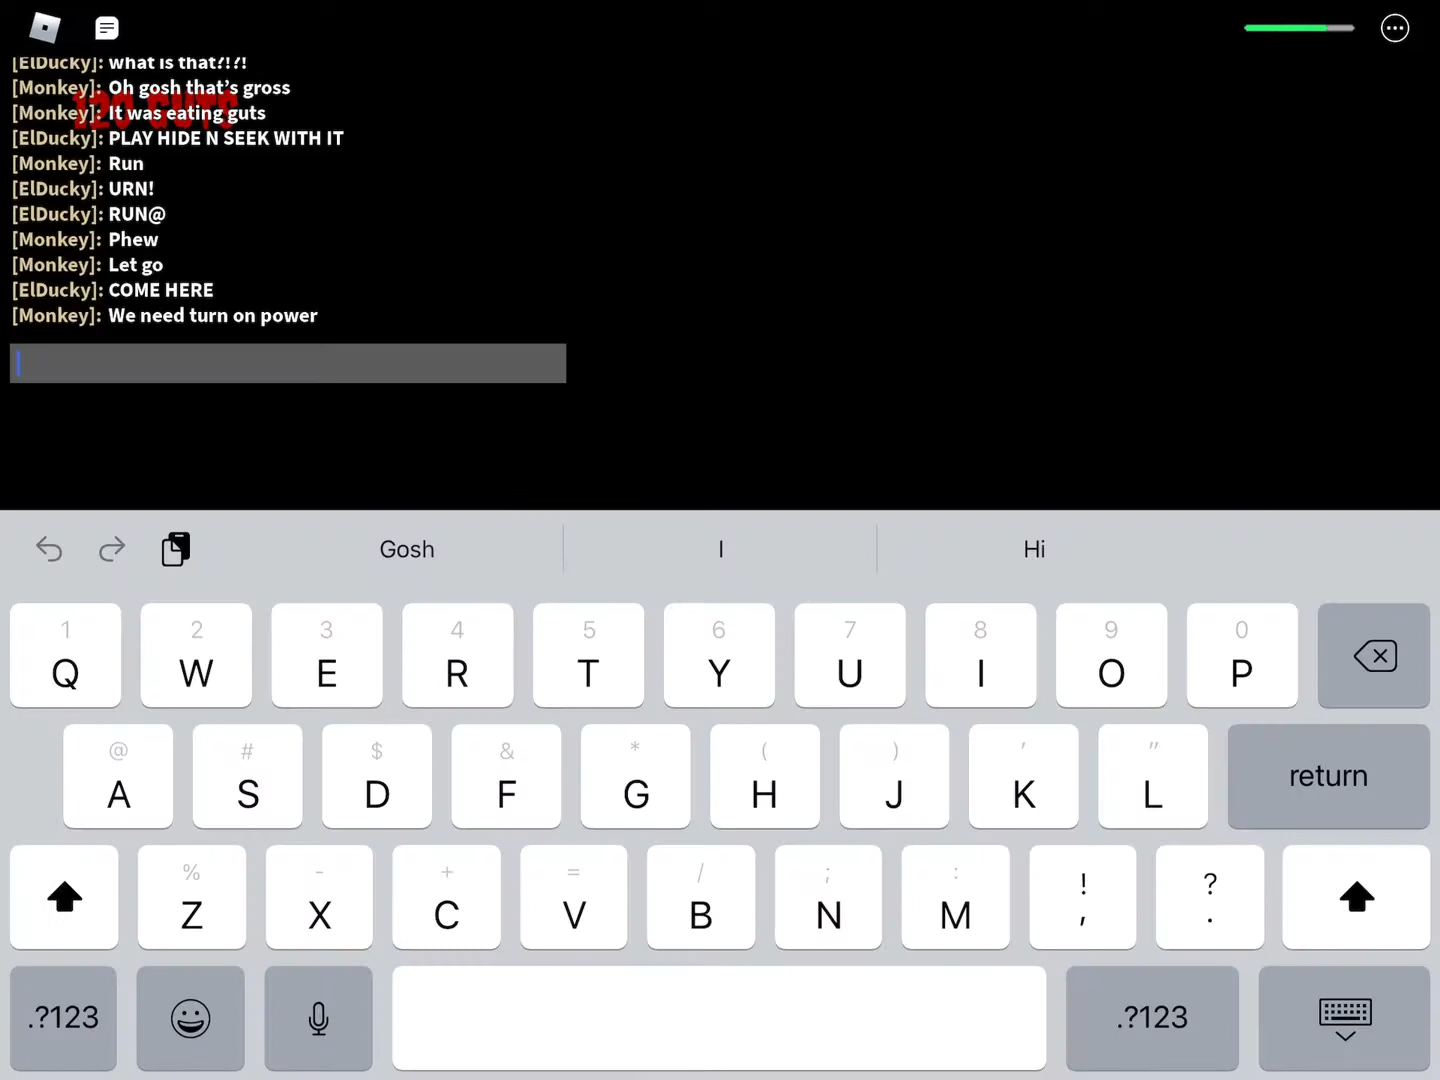 [ElDucky]: what is that?!?!
[Monkey]: Oh gosh that's gross
120 GUTS
[Monkey]: It was eating guts
[ElDucky]: PLAY HIDE N SEEK WITH IT
[Monkey]: Run
[ElDucky]: URN!
[ElDucky]: RUN@
[Monkey]: Phew
[Monkey]: Let go
[ElDucky]: COME HERE
[Monkey]: We need turn on power
Gosh I Hi
1 2 3 4 5 6 7 8 9 0
Q W E R T Y U I O P
@ # $ & * ( ) ' "
A S D F G H J K L return
% - + = / ; : ! ?
Z X C V B N M , .
.?123 .?123